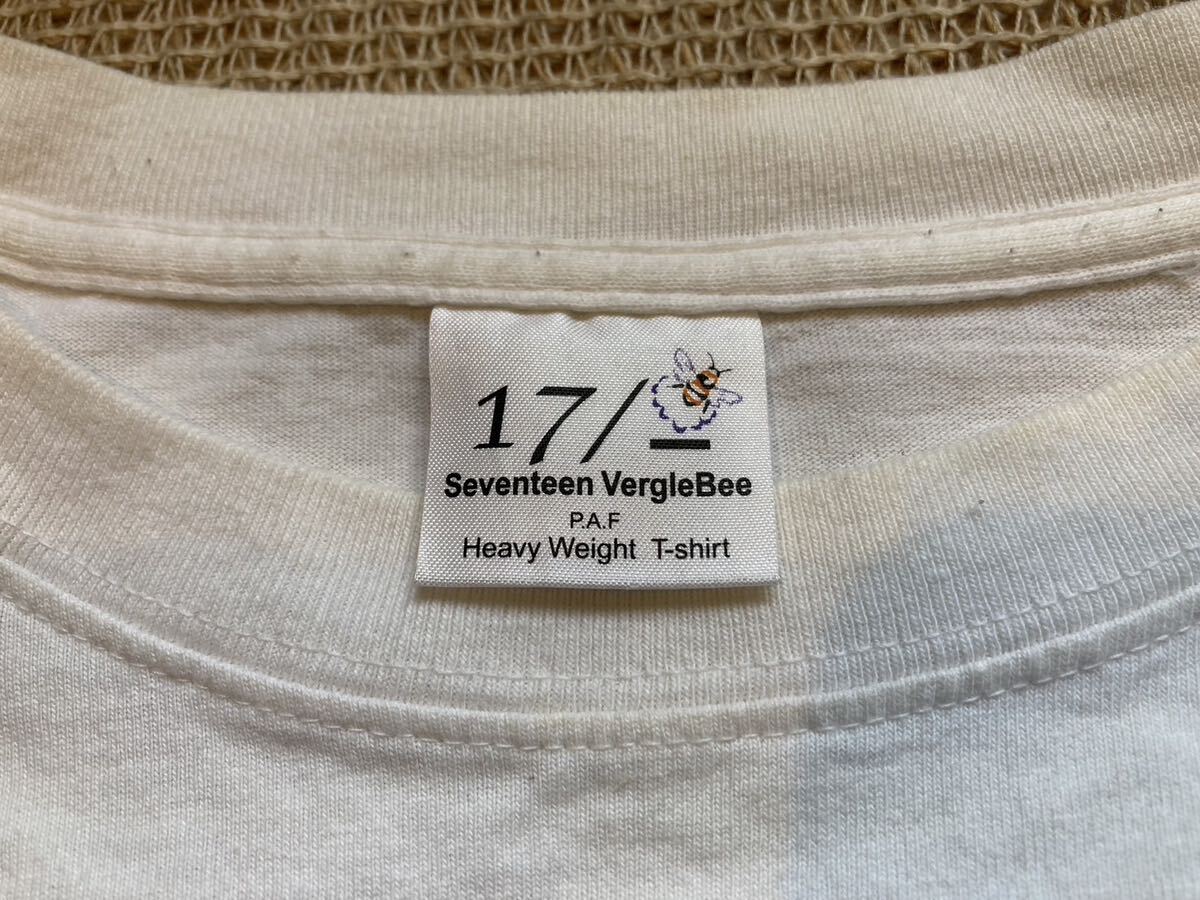 17/-
Seventeen VergleBee
P.A.F
Heavy Weight T-shirt